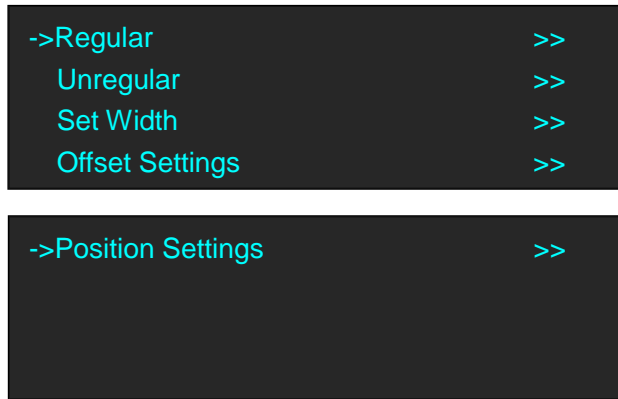 ->Regular >>
Unregular >>
Set Width >>
Offset Settings >>
->Position Settings >>